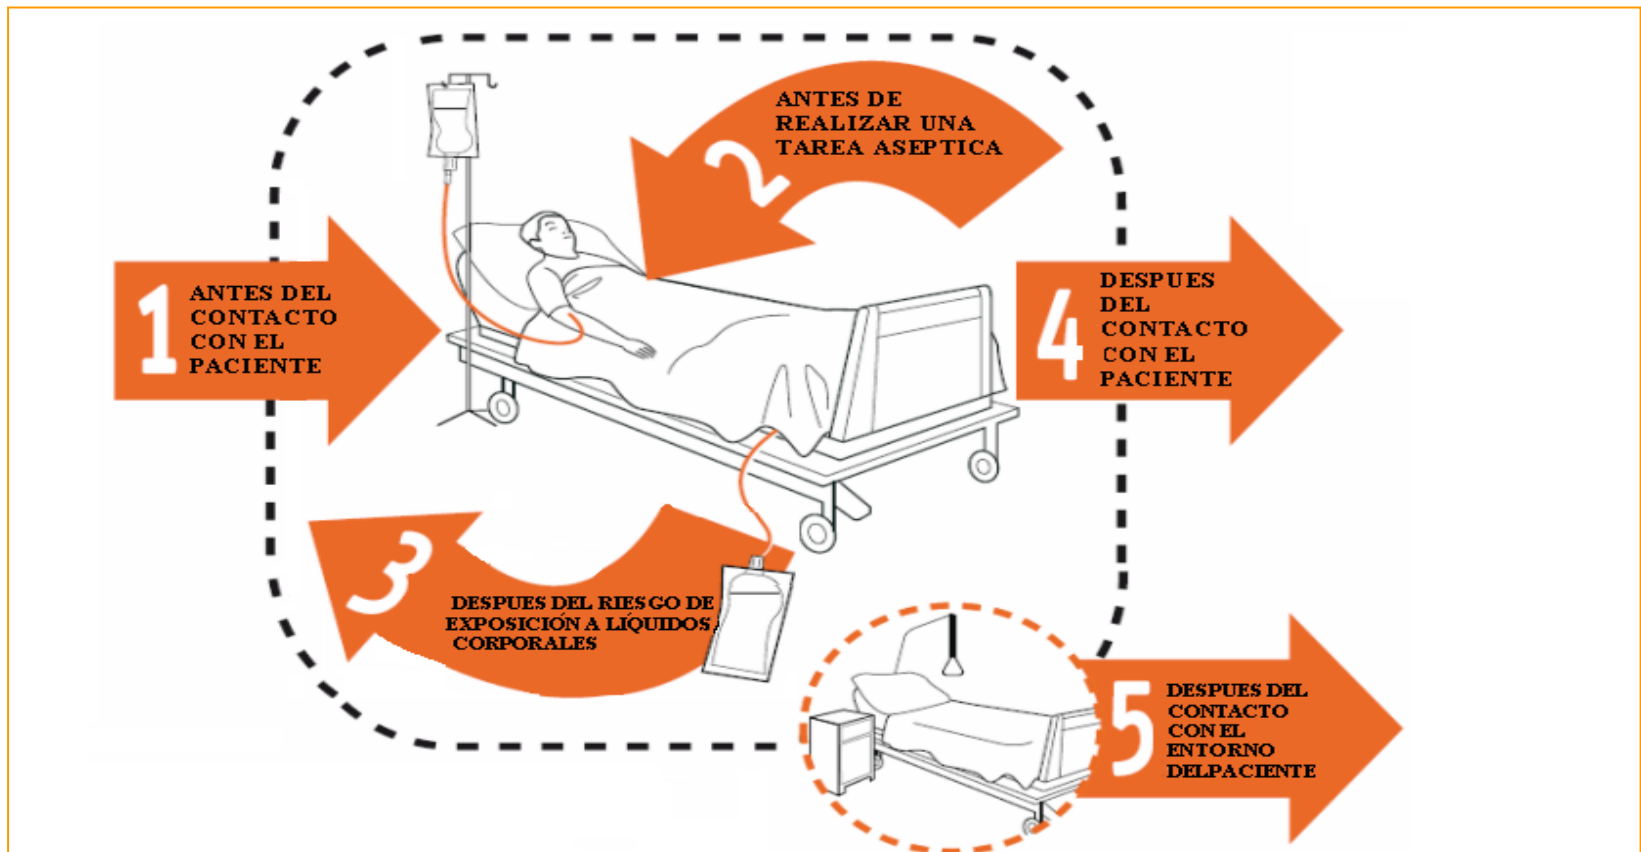 1
ANTES DEL
CONTACTO
CON EL
PACIENTE
2
ANTES DE
REALIZAR UNA
TAREA ASEPTICA
3
DESPUES DEL RIESGO DE
EXPOSICIÓN A LÍQUIDOS
CORPORALES
4
DESPUES
DEL
CONTACTO
CON EL
PACIENTE
5
DESPUES DEL
CONTACTO
CON EL
ENTORNO
DELPACIENTE